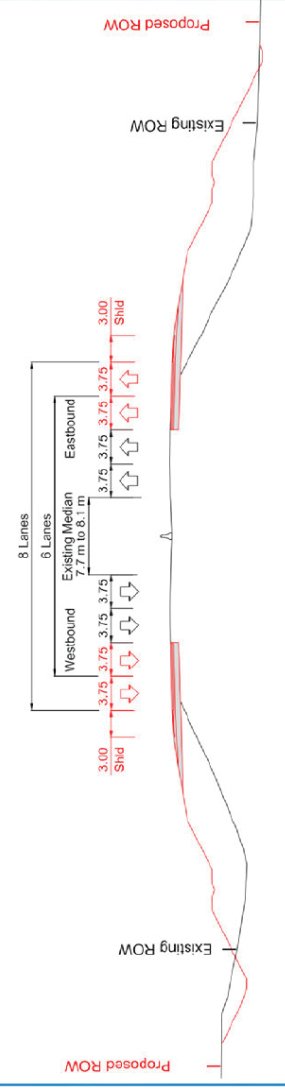 8 Lanes
6 Lanes
Westbound
Existing Median
7.7 m to 8.1 m
Eastbound
3.00 3.75 3.75 3.75 3.75 3.75 3.75 3.75 3.75 3.00
Shld Shld
Proposed ROW
Existing ROW
Existing ROW
Proposed ROW